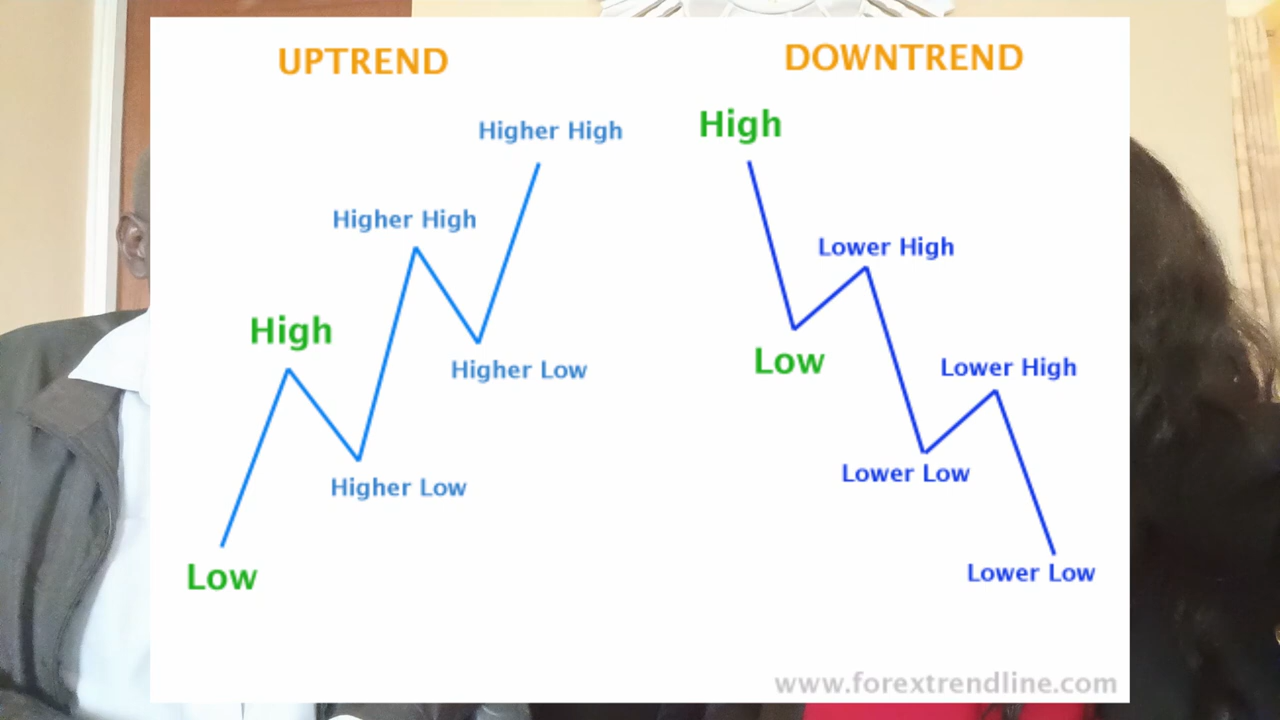 UPTREND
Higher High
Higher High
High
Higher Low
Higher Low
Low
DOWNTREND
High
Lower High
Low
Lower High
Lower Low
Lower Low
www.forextrendline.com